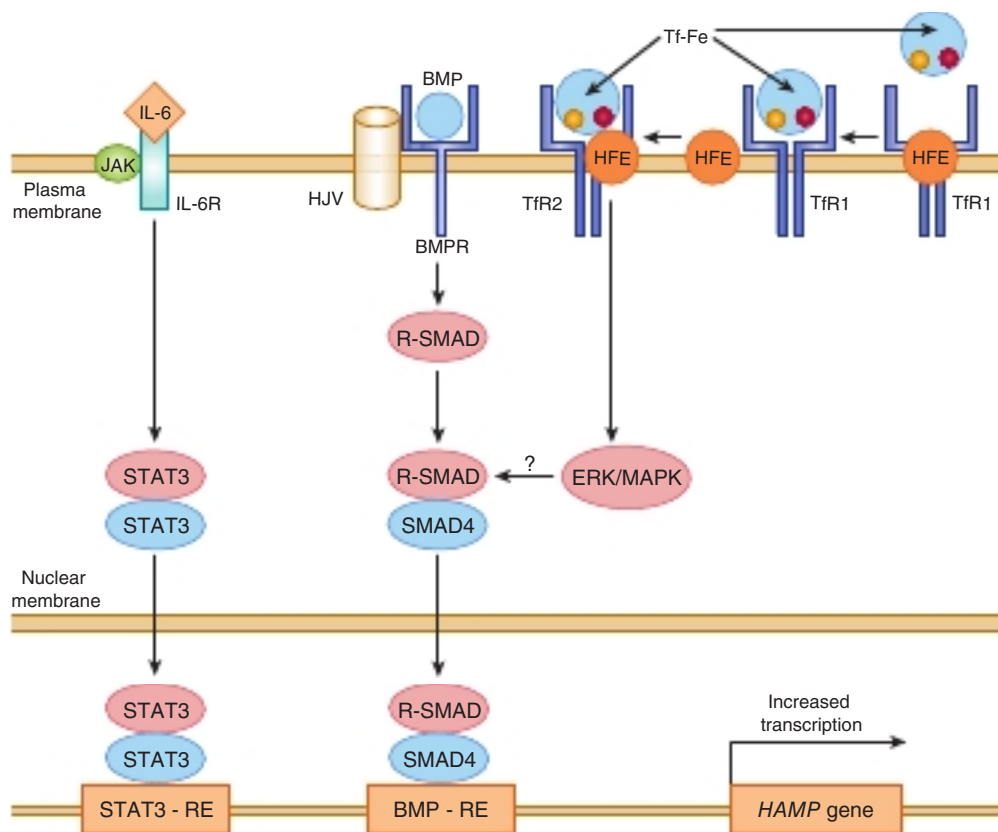 Tf-Fe
BMP
IL-6
JAK
HFE
HFE
HFE
Plasma
membrane
IL-6R
HJV
TfR2
TfR1
TfR1
BMPR
R-SMAD
STAT3
R-SMAD
?
ERK/MAPK
STAT3
SMAD4
Nuclear
membrane
STAT3
R-SMAD
Increased
transcription
STAT3
SMAD4
STAT3 - RE
BMP - RE
HAMP gene